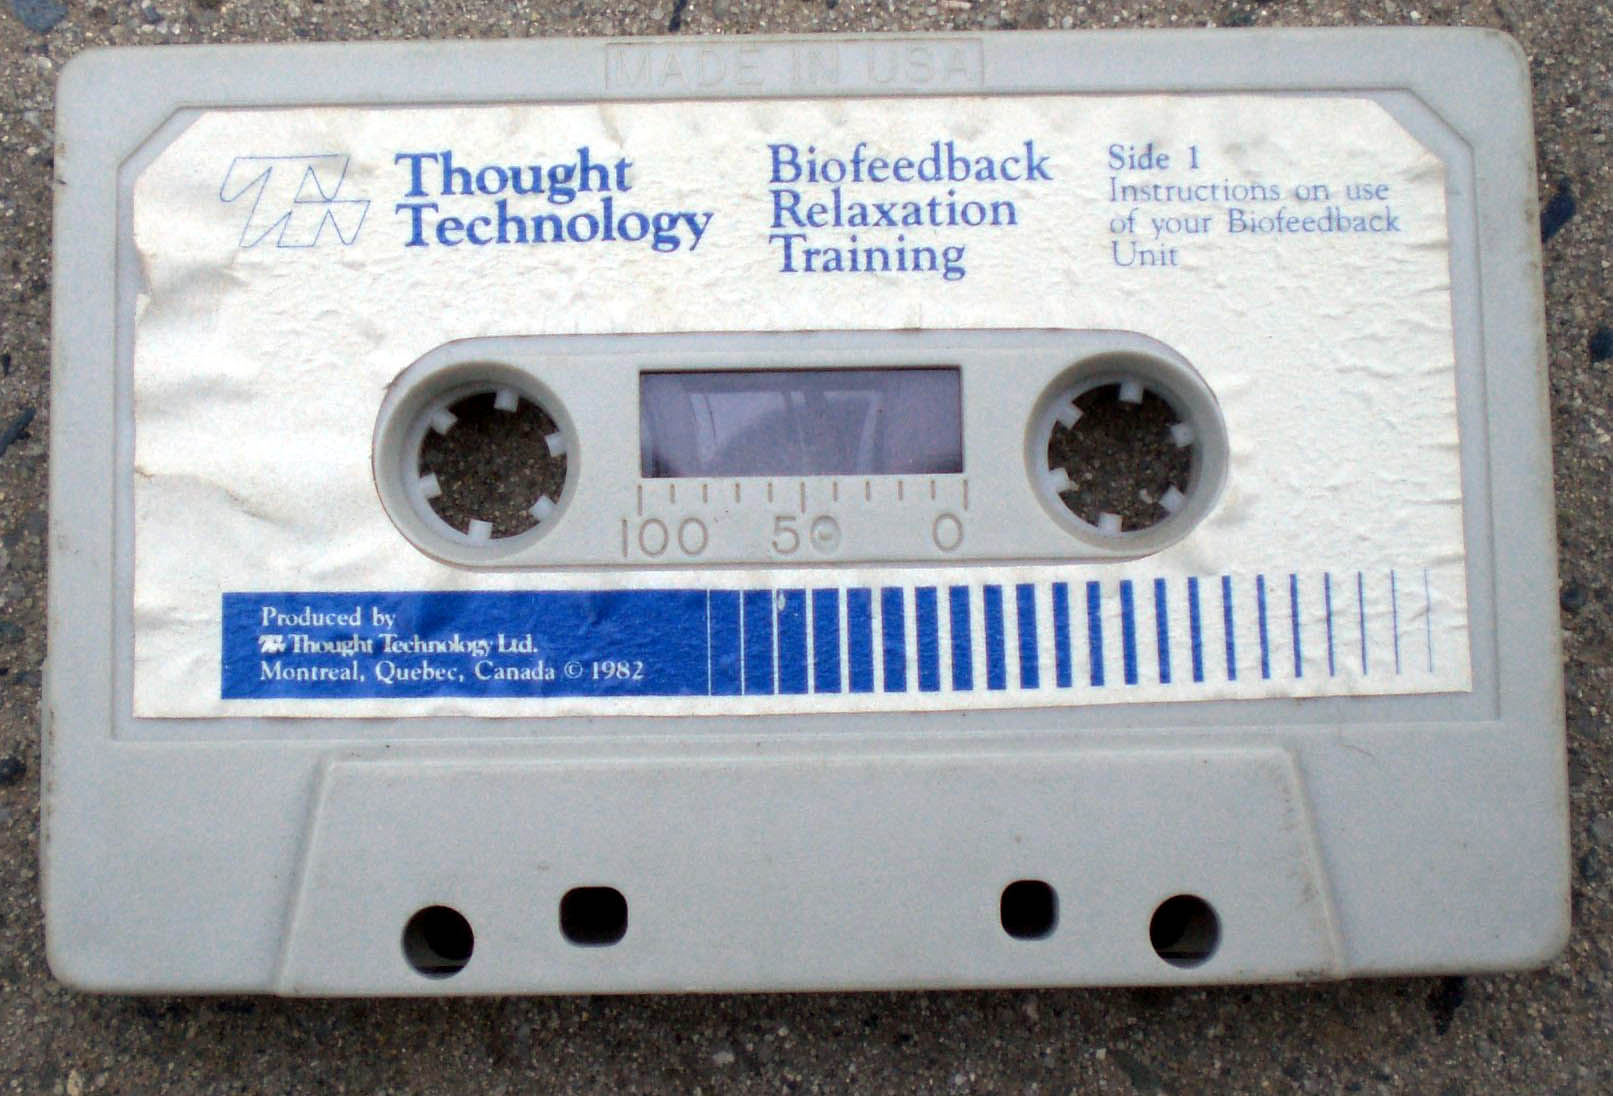 MADE IN USA
Thought
Technology
Biofeedback
Relaxation
Training
Side 1
Instructions on use
of your Biofeedback
Unit
100 50 0
Produced by
Thought Technology Ltd.
Montreal, Quebec, Canada © 1982